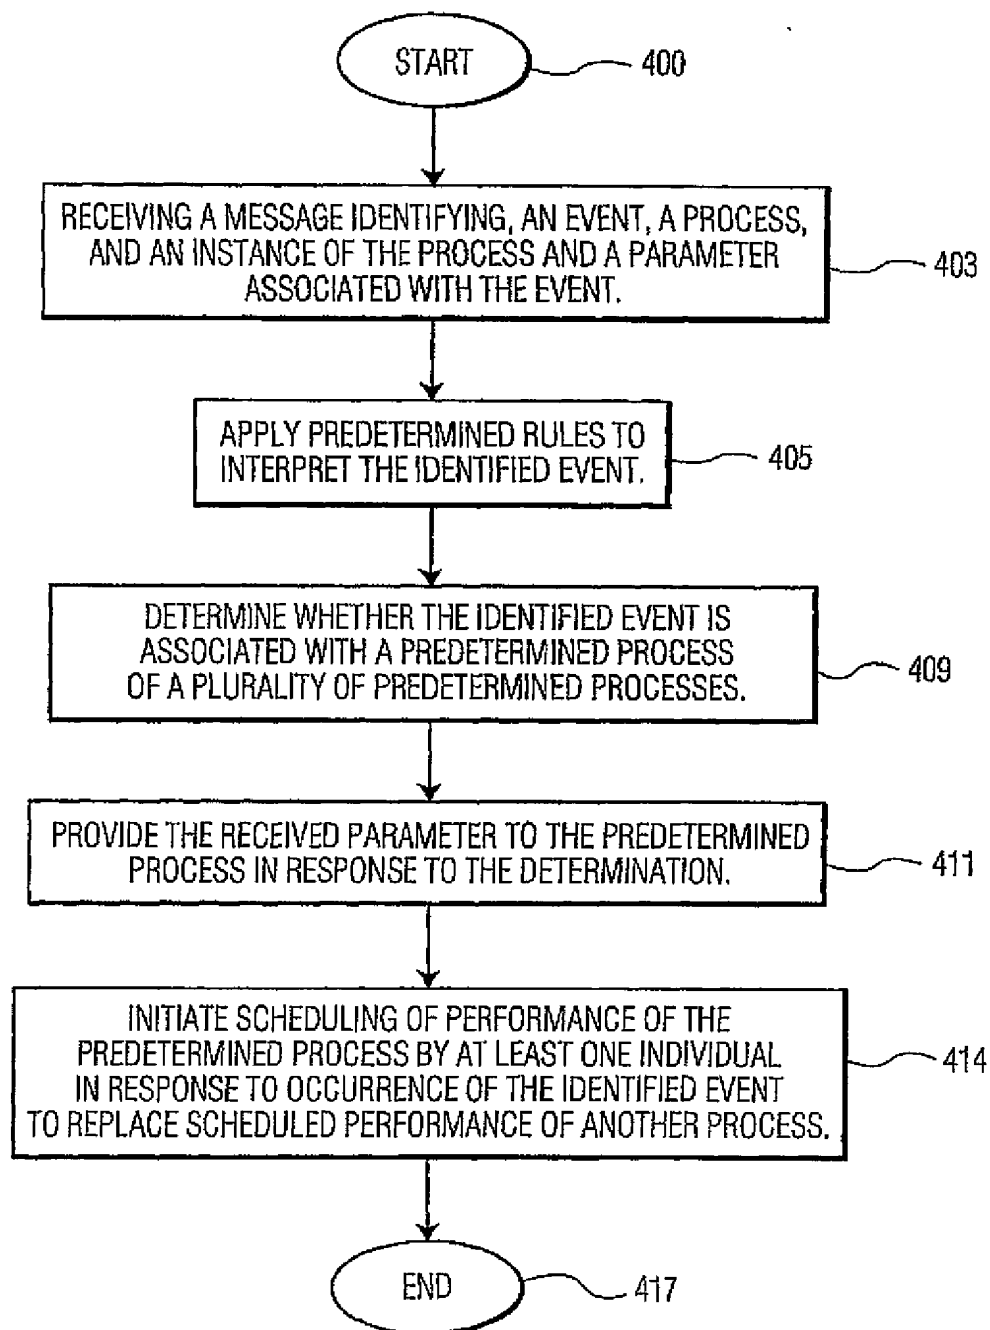 START
400
RECEIVING A MESSAGE IDENTIFYING, AN EVENT, A PROCESS,
AND AN INSTANCE OF THE PROCESS AND A PARAMETER
ASSOCIATED WITH THE EVENT.
403
APPLY PREDETERMINED RULES TO
INTERPRET THE IDENTIFIED EVENT.
405
DETERMINE WHETHER THE IDENTIFIED EVENT IS
ASSOCIATED WITH A PREDETERMINED PROCESS
OF A PLURALITY OF PREDETERMINED PROCESSES.
409
PROVIDE THE RECEIVED PARAMETER TO THE PREDETERMINED
PROCESS IN RESPONSE TO THE DETERMINATION.
411
INITIATE SCHEDULING OF PERFORMANCE OF THE
PREDETERMINED PROCESS BY AT LEAST ONE INDIVIDUAL
IN RESPONSE TO OCCURRENCE OF THE IDENTIFIED EVENT
TO REPLACE SCHEDULED PERFORMANCE OF ANOTHER PROCESS.
414
END
417